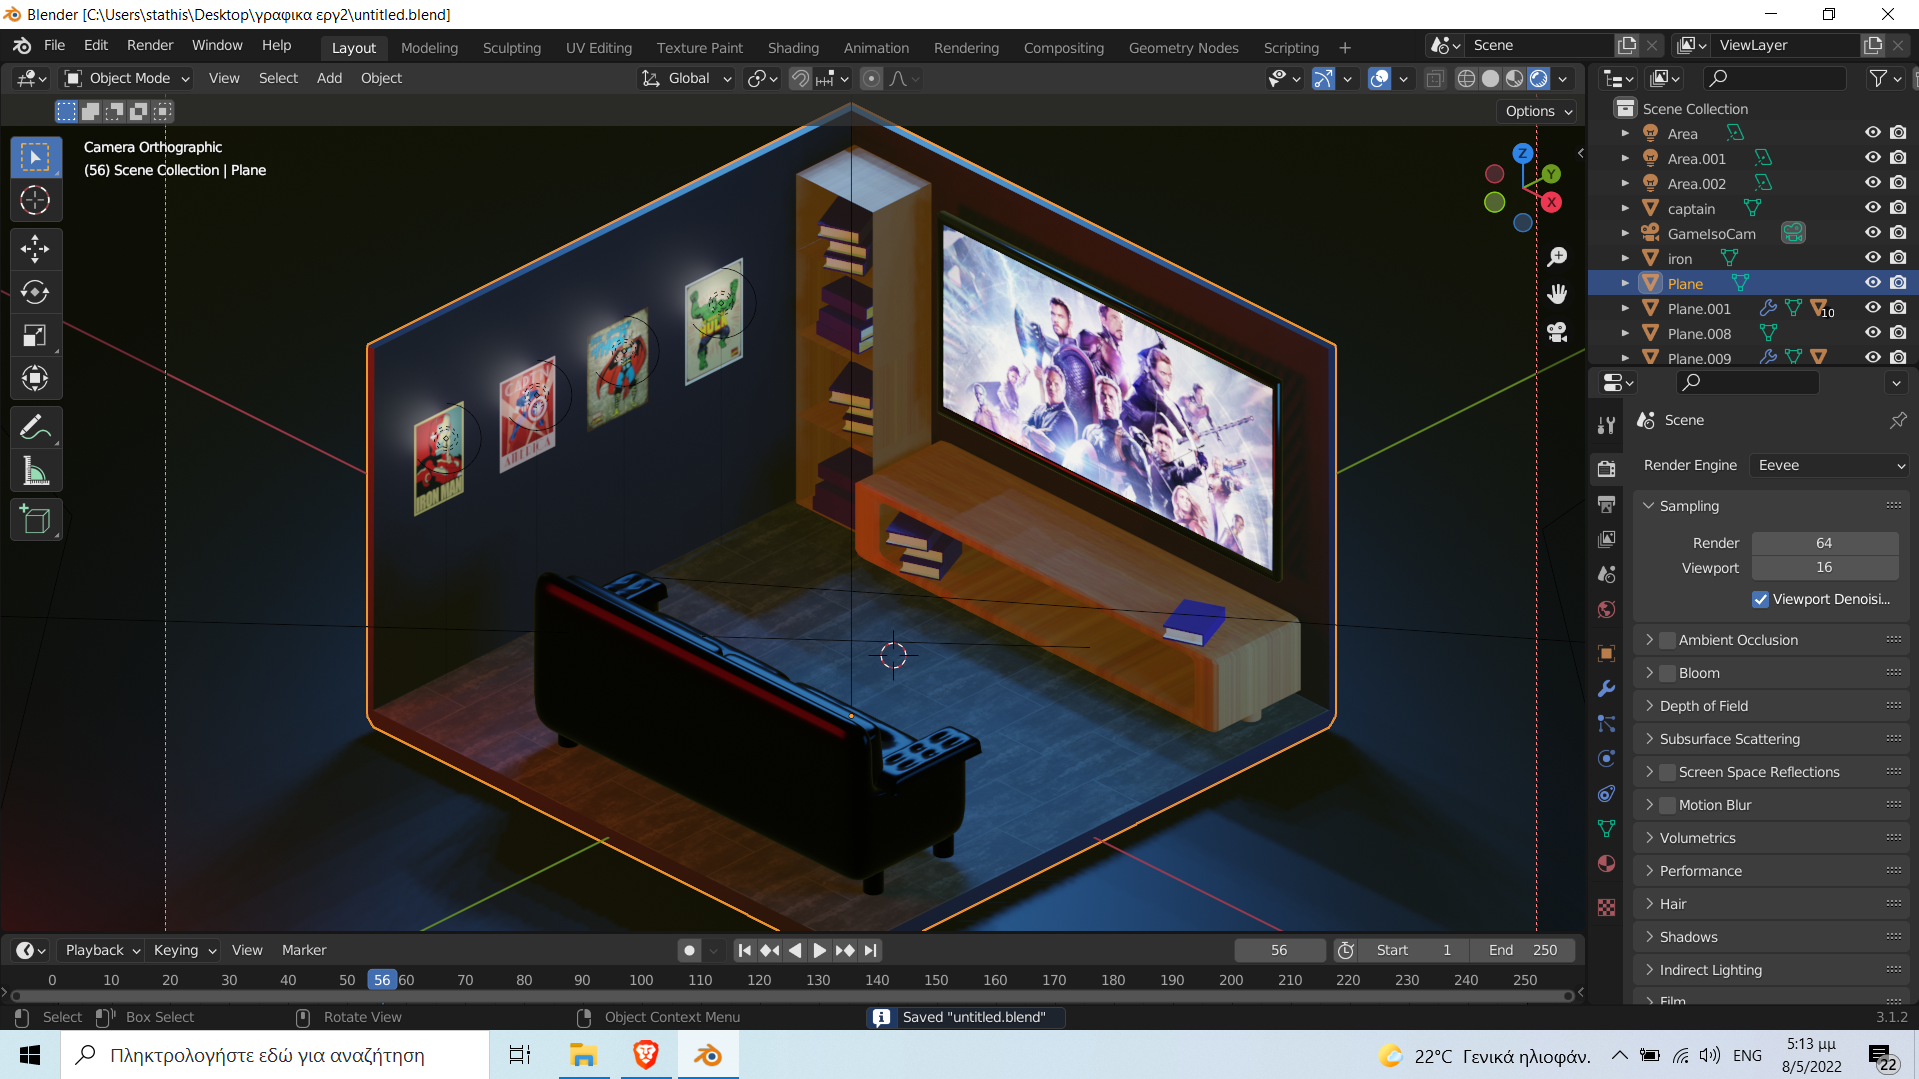 Blender [C:\Users\stathis\Desktop\γραφικα εργ2\untitled.blend]
File Edit Render Window Help Layout Modeling Sculpting UV Editing Texture Paint Shading Animation Rendering Compositing Geometry Nodes Scripting + Scene ViewLayer
Object Mode View Select Add Object Global
Options
Camera Orthographic
(56) Scene Collection | Plane
Z
Y
X
HULK
IRON MAN
Scene Collection
Area
Area.001
Area.002
captain
GameIsoCam
iron
Plane
Plane.001 10
Plane.008
Plane.009
Scene
Render Engine Eevee
Sampling
Render 64
Viewport 16
Viewport Denoisi...
Ambient Occlusion
Bloom
Depth of Field
Subsurface Scattering
Screen Space Reflections
Motion Blur
Volumetrics
Performance
Hair
Shadows
Indirect Lighting
Film
Playback Keying View Marker 56 Start 1 End 250
0 10 20 30 40 50 56 60 70 80 90 100 110 120 130 140 150 160 170 180 190 200 210 220 230 240 250
Select Box Select Rotate View Object Context Menu Saved "untitled.blend" 3.1.2
Πληκτρολογήστε εδώ για αναζήτηση 22°C Γενικά ηλιοφάν. ENG 5:13 μμ
8/5/2022 22